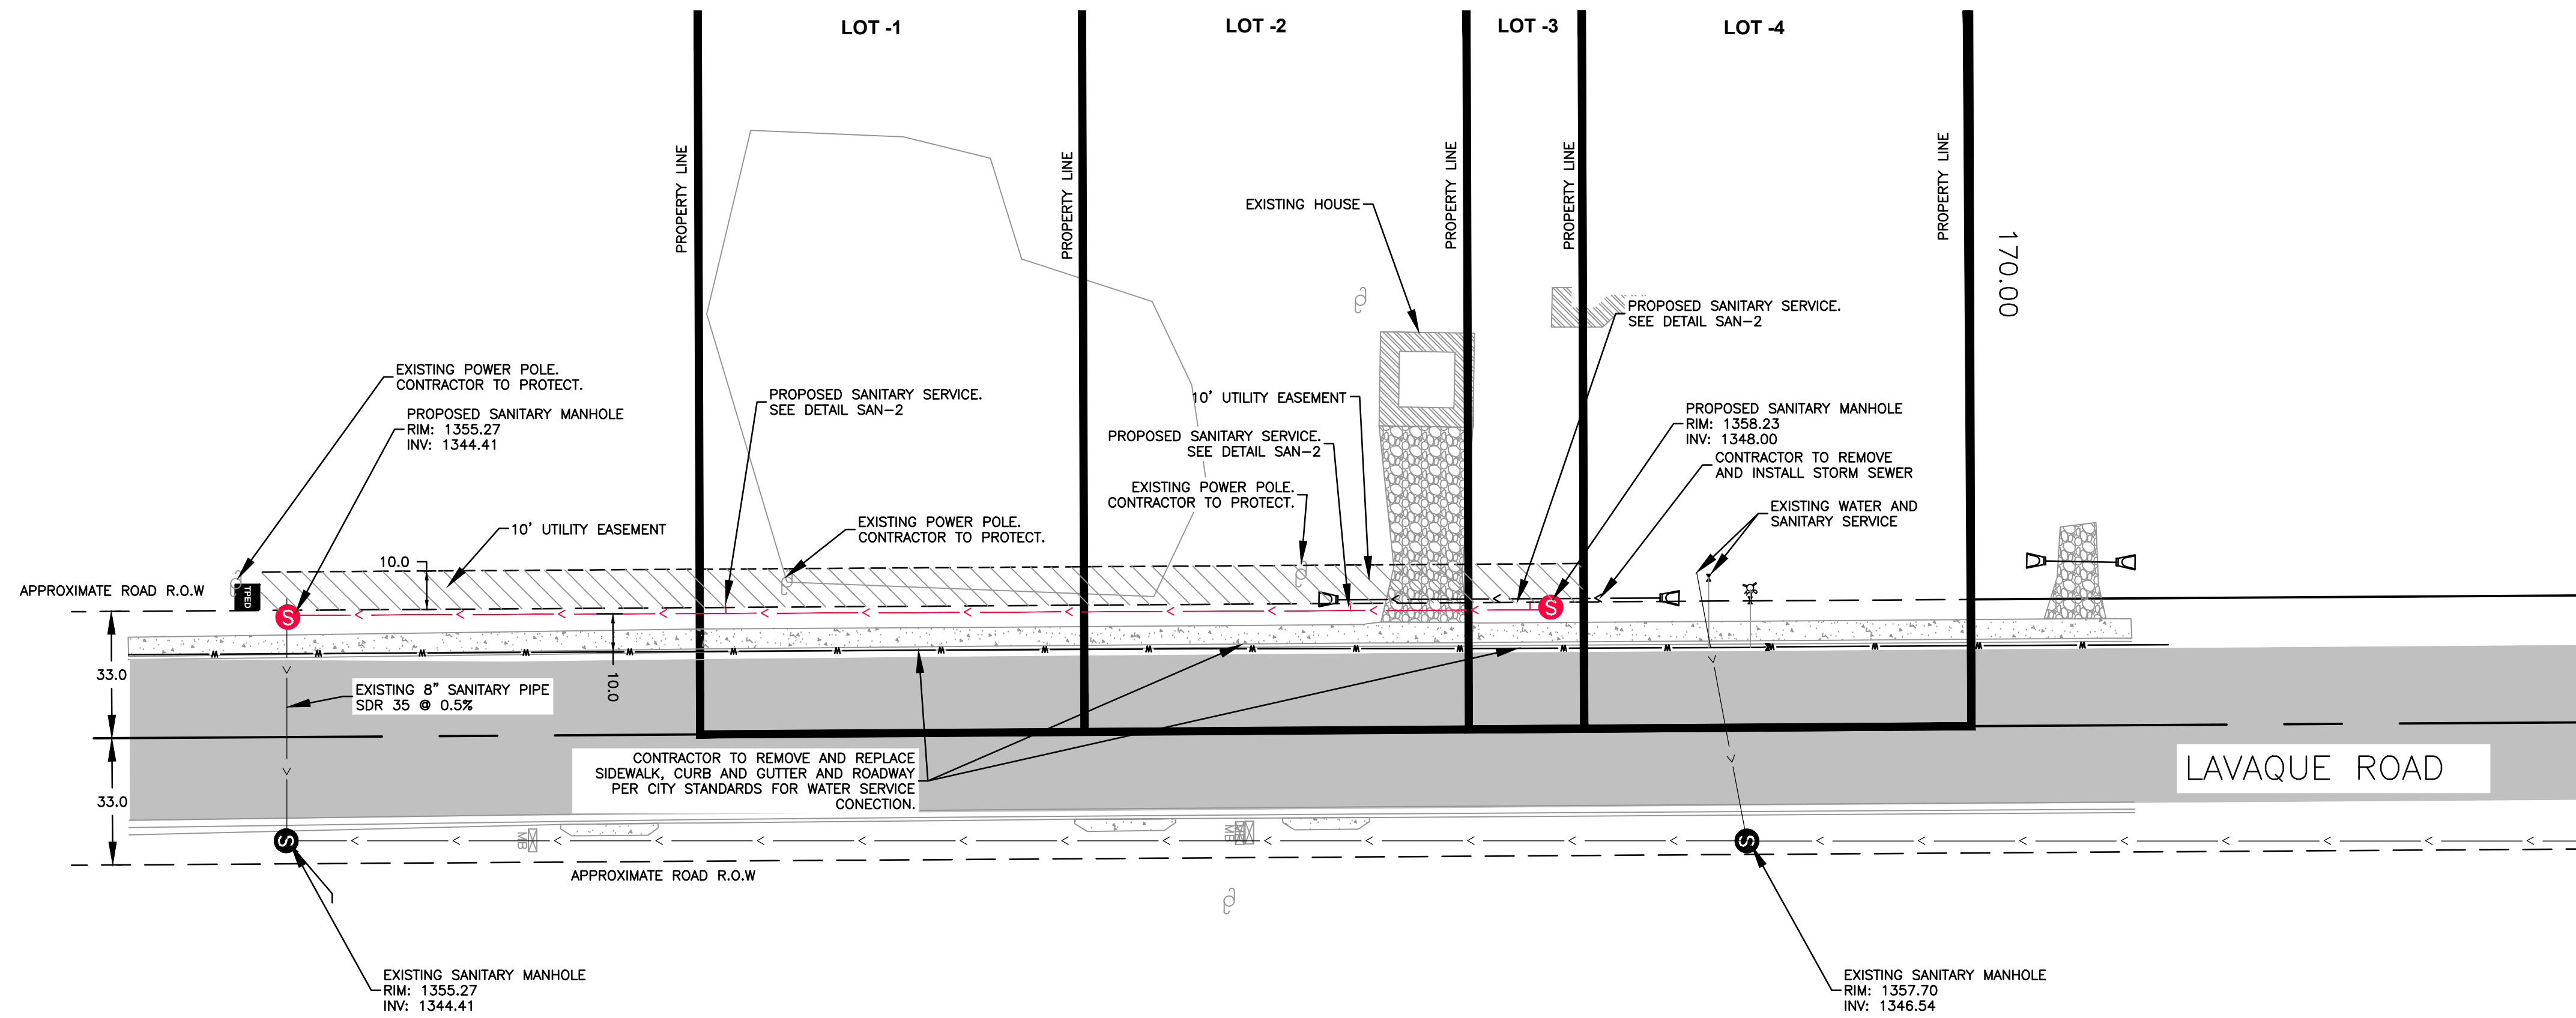 LOT -1
LOT -2
LOT -3
LOT -4
PROPERTY LINE
PROPERTY LINE
PROPERTY LINE
PROPERTY LINE
PROPERTY LINE
170.00
EXISTING HOUSE
PROPOSED SANITARY SERVICE.
SEE DETAIL SAN-2
EXISTING POWER POLE.
CONTRACTOR TO PROTECT.
PROPOSED SANITARY MANHOLE
RIM: 1355.27
INV: 1344.41
PROPOSED SANITARY SERVICE.
SEE DETAIL SAN-2
10' UTILITY EASEMENT
PROPOSED SANITARY SERVICE.
SEE DETAIL SAN-2
EXISTING POWER POLE.
CONTRACTOR TO PROTECT.
PROPOSED SANITARY MANHOLE
RIM: 1358.23
INV: 1348.00
CONTRACTOR TO REMOVE
AND INSTALL STORM SEWER
EXISTING WATER AND
SANITARY SERVICE
10' UTILITY EASEMENT
EXISTING POWER POLE.
CONTRACTOR TO PROTECT.
10.0
APPROXIMATE ROAD R.O.W
TPED
S
S
W W W W W W W W W W W W W W W W W W W
33.0
10.0
EXISTING 8" SANITARY PIPE
SDR 35 @ 0.5%
CONTRACTOR TO REMOVE AND REPLACE
SIDEWALK, CURB AND GUTTER AND ROADWAY
PER CITY STANDARDS FOR WATER SERVICE
CONECTION.
LAVAQUE ROAD
33.0
S
MB
MB
S
APPROXIMATE ROAD R.O.W
EXISTING SANITARY MANHOLE
RIM: 1355.27
INV: 1344.41
EXISTING SANITARY MANHOLE
RIM: 1357.70
INV: 1346.54